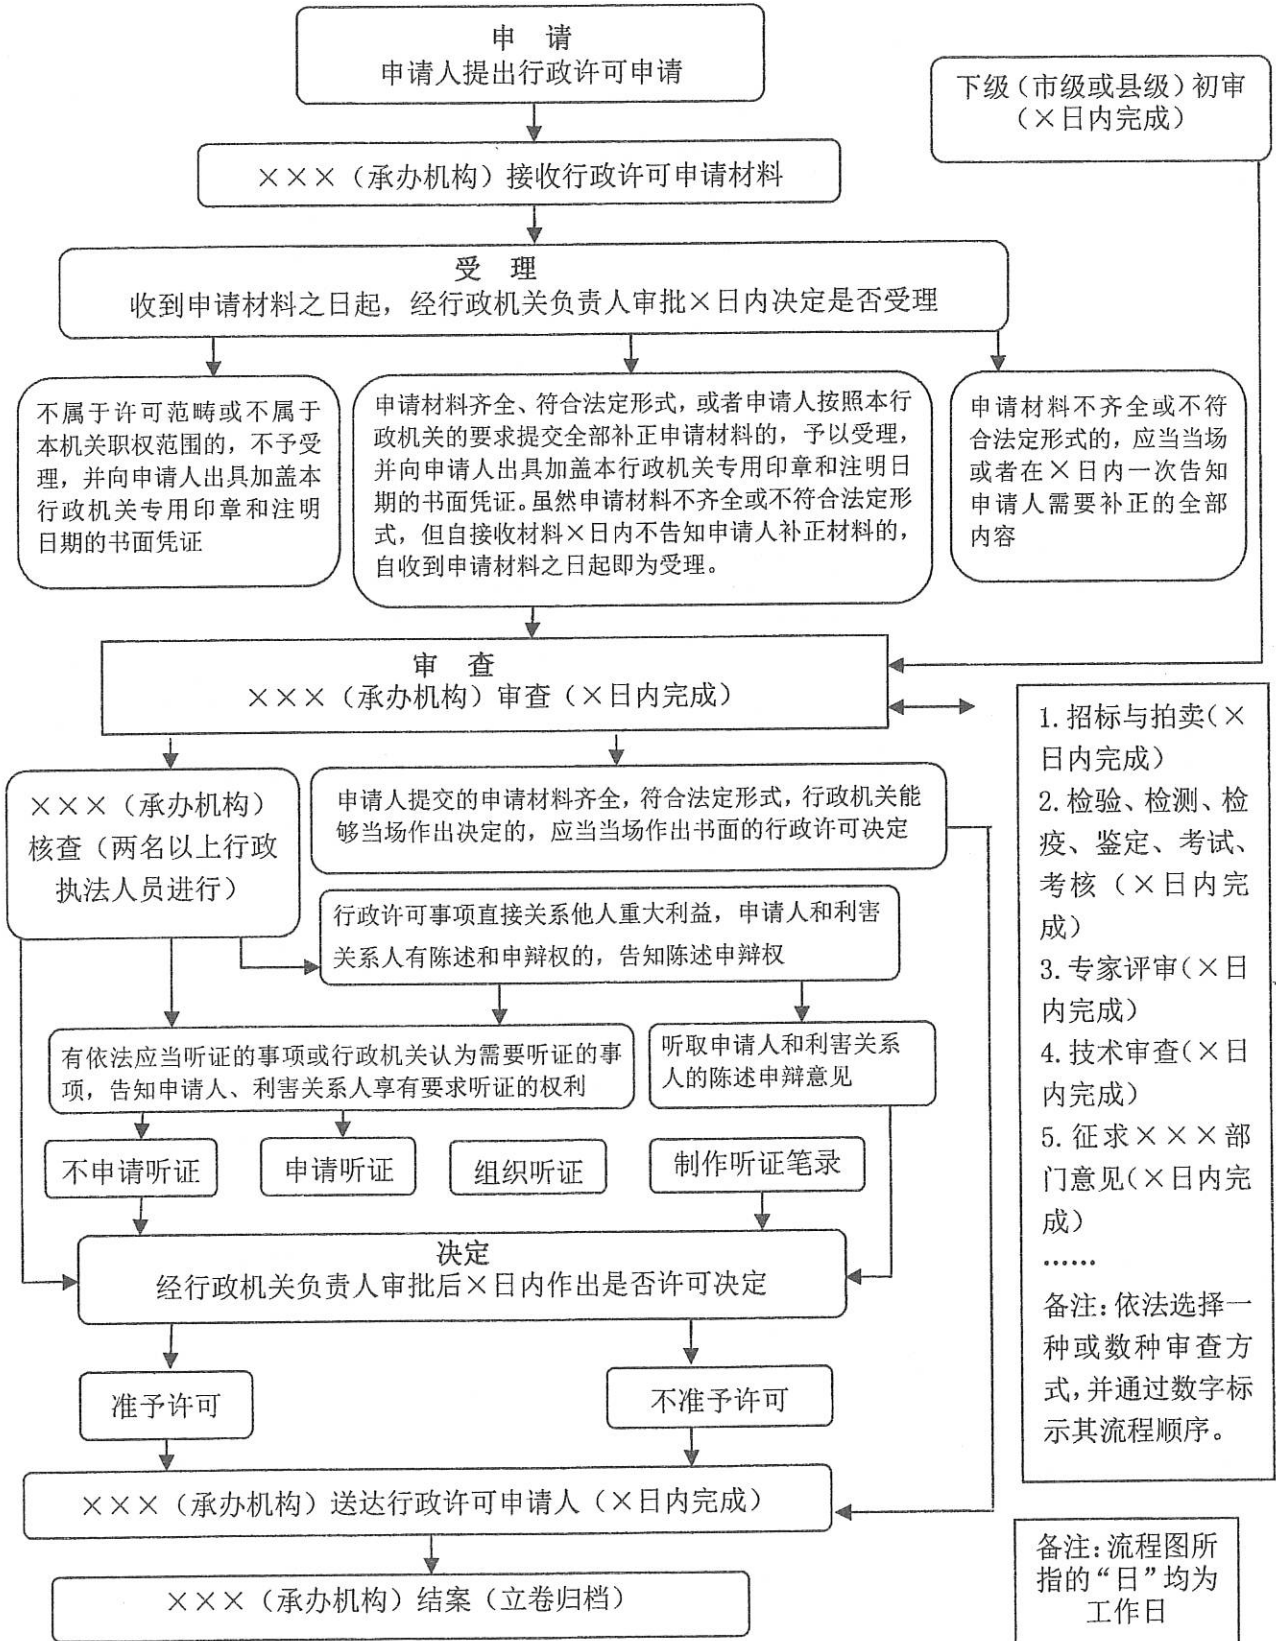 申 请
申请人提出行政许可申请
下级（市级或县级）初审
（×日内完成）
×××（承办机构）接收行政许可申请材料
受 理
收到申请材料之日起，经行政机关负责人审批×日内决定是否受理
不属于许可范畴或不属于
本机关职权范围的，不予受
理，并向申请人出具加盖本
行政机关专用印章和注明
日期的书面凭证
申请材料齐全、符合法定形式，或者申请人按照本行
政机关的要求提交全部补正申请材料的，予以受理，
并向申请人出具加盖本行政机关专用印章和注明日
期的书面凭证。虽然申请材料不齐全或不符合法定形
式，但自接收材料×日内不告知申请人补正材料的，
自收到申请材料之日起即为受理。
申请材料不齐全或不符
合法定形式的，应当当场
或者在×日内一次告知
申请人需要补正的全部
内容
审 查
×××（承办机构）审查（×日内完成）
×××（承办机构）
核查（两名以上行政
执法人员进行）
申请人提交的申请材料齐全，符合法定形式，行政机关能
够当场作出决定的，应当当场作出书面的行政许可决定
行政许可事项直接关系他人重大利益，申请人和利害
关系人有陈述和申辩权的，告知陈述申辩权
有依法应当听证的事项或行政机关认为需要听证的事
项，告知申请人、利害关系人享有要求听证的权利
听取申请人和利害关系
人的陈述申辩意见
不申请听证
申请听证
组织听证
制作听证笔录
决定
经行政机关负责人审批后×日内作出是否许可决定
准予许可
不准予许可
×××（承办机构）送达行政许可申请人（×日内完成）
×××（承办机构）结案（立卷归档）
1.招标与拍卖(×
日内完成）
2.检验、检测、检
疫、鉴定、考试、
考核（×日内完
成）
3.专家评审(×日
内完成）
4.技术审查(×日
内完成）
5.征求×××部
门意见(×日内完
成）
……
备注：依法选择一
种或数种审查方
式，并通过数字标
示其流程顺序。
备注：流程图所
指的“日”均为
工作日